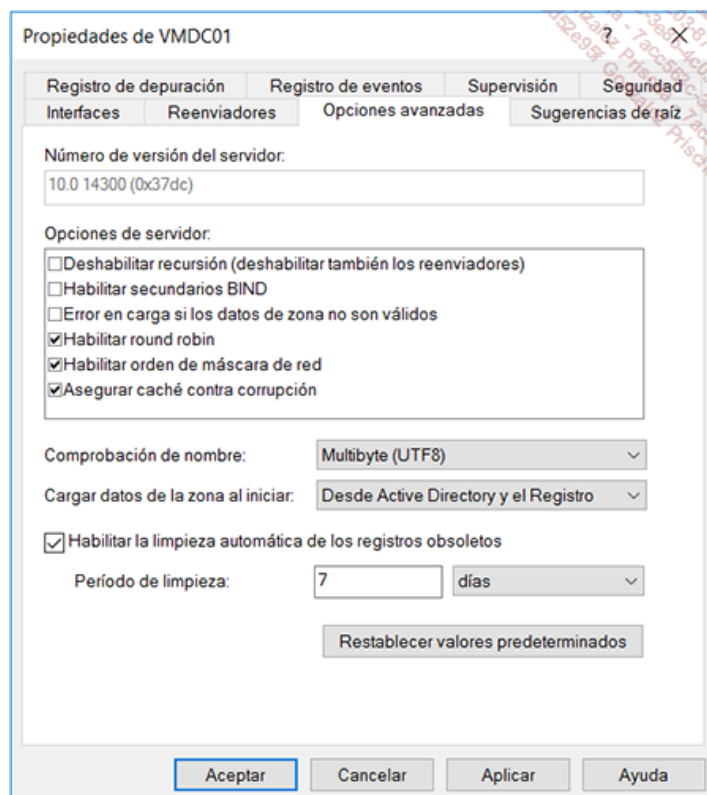 Propiedades de VMDC01 ? X
Registro de depuración Registro de eventos Supervisión Seguridad
Interfaces Reenviadores Opciones avanzadas Sugerencias de raíz
Número de versión del servidor:
10.0 14300 (0x37dc)
Opciones de servidor:
Deshabilitar recursión (deshabilitar también los reenviadores)
Habilitar secundarios BIND
Error en carga si los datos de zona no son válidos
Habilitar round robin
Habilitar orden de máscara de red
Asegurar caché contra corrupción
Comprobación de nombre: Multibyte (UTF8)
Cargar datos de la zona al iniciar: Desde Active Directory y el Registro
Habilitar la limpieza automática de los registros obsoletos
Período de limpieza: 7 días
Restablecer valores predeterminados
Aceptar Cancelar Aplicar Ayuda